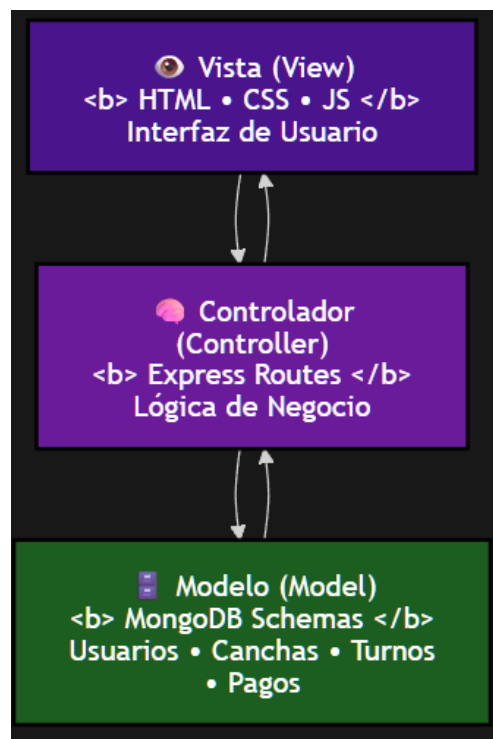 👁️ Vista (View)
<b> HTML • CSS • JS </b>
Interfaz de Usuario
🧠 Controlador
(Controller)
<b> Express Routes </b>
Lógica de Negocio
🗄️ Modelo (Model)
<b> MongoDB Schemas </b>
Usuarios • Canchas • Turnos
• Pagos